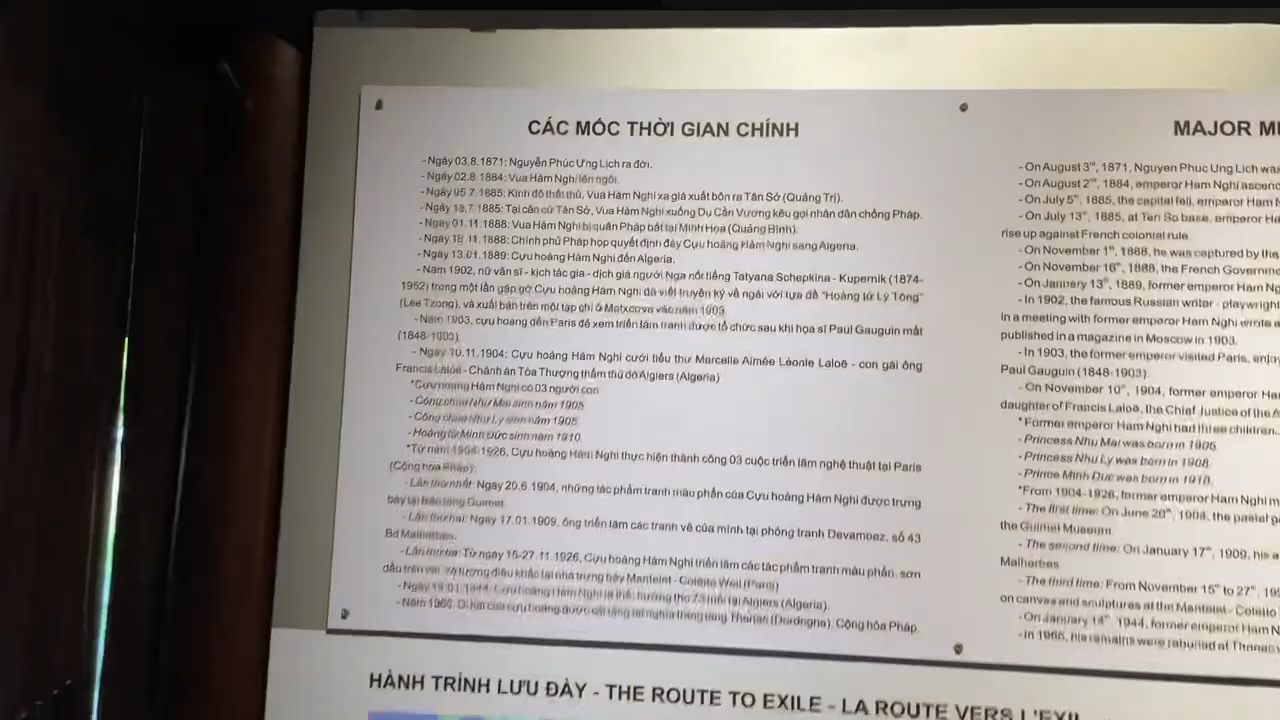 CÁC MỐC THỜI GIAN CHÍNH
- Ngày 03.8.1871: Nguyễn Phúc Ưng Lịch ra đời.
- Ngày 02.8.1884: Vua Hàm Nghi lên ngôi.
- Ngày 05.7.1885: Kinh đô thất thủ, Vua Hàm Nghi xa giá xuất bôn ra Tân Sở (Quảng Trị).
- Ngày 13.7.1885: Tại căn cứ Tân Sở, Vua Hàm Nghi xuống Dụ Cần Vương kêu gọi nhân dân chống Pháp.
- Ngày 01.11.1888: Vua Hàm Nghi bị quân Pháp bắt tại Minh Hóa (Quảng Bình).
- Ngày 16.11.1888: Chính phủ Pháp họp quyết định đày Cựu hoàng Hàm Nghi sang Algeria.
- Ngày 13.01.1889: Cựu hoàng Hàm Nghi đến Algeria.
- Năm 1902, nữ văn sĩ - kịch tác gia - dịch giả người Nga nổi tiếng Tatyana Schepkina - Kupernik (1874-
1952) trong một lần gặp gỡ Cựu hoàng Hàm Nghi đã viết truyện ký về ngài với tựa đề "Hoàng tử Lý Tông"
(Lee Tzong), và xuất bản trên một tạp chí ở Matxcova vào năm 1903.
- Năm 1903, cựu hoàng đến Paris để xem triển lãm tranh được tổ chức sau khi họa sĩ Paul Gauguin mất
(1848-1903).
- Ngày 10.11.1904: Cựu hoàng Hàm Nghi cưới tiểu thư Marcelle Aimée Léonie Laloë - con gái ông
Francis Laloë - Chánh án Tòa Thượng thẩm thủ đô Algiers (Algeria)
*Cựu hoàng Hàm Nghi có 03 người con
- Công chúa Như Mai sinh năm 1905
- Công chúa Như Lý sinh năm 1908.
- Hoàng tử Minh Đức sinh năm 1910.
*Từ năm 1904-1926, Cựu hoàng Hàm Nghi thực hiện thành công 03 cuộc triển lãm nghệ thuật tại Paris
(Cộng hòa Pháp):
- Lần thứ nhất: Ngày 20.6.1904, những tác phẩm tranh màu phấn của Cựu hoàng Hàm Nghi được trưng
bày tại Bảo tàng Guimet.
- Lần thứ hai: Ngày 17.01.1909, ông triển lãm các tranh vẽ của mình tại phòng tranh Devambez, số 43
Bd Malherbes.
- Lần thứ ba: Từ ngày 15-27.11.1926, Cựu hoàng Hàm Nghi triển lãm các tác phẩm tranh màu phấn, sơn
dầu trên vải và tượng điêu khắc tại nhà trưng bày Mantelet - Colette Weil (Paris)
- Ngày 14.01.1944: Cựu hoàng Hàm Nghi tạ thế, hưởng thọ 73 tuổi tại Algiers (Algeria).
- Năm 1965, Di hài của cựu hoàng được cải táng tại nghĩa trang làng Thonac (Dordogne), Cộng hòa Pháp.
MAJOR
- On August 3rd, 1871, Nguyen Phuc Ung Lich was
- On August 2nd, 1884, emperor Ham Nghi
- On July 5th, 1885, the capital fell, emperor Ham
- On July 13th, 1885, at Tan So base, emperor
rise up against French colonial rule.
- On November 1st, 1888, he was captured by the
- On November 16th, 1888, the French
- On January 13th, 1889, former emperor Ham
- In 1902, the famous Russian writer - playwright
in a meeting with former emperor Ham Nghi wrote
published in a magazine in Moscow in 1903.
- In 1903, the former emperor visited Paris,
Paul Gauguin (1848-1903).
- On November 10th, 1904, former emperor
daughter of Francis Laloë, the Chief Justice of the
* Former emperor Ham Nghi had three children.
- Princess Nhu Mai was born in 1905.
- Princess Nhu Ly was born in 1908.
- Prince Minh Duc was born in 1910.
*From 1904-1926, former emperor Ham Nghi
- The first time: On June 20th, 1904, the pastel
the Guimet Museum
- The second time: On January 17th, 1909, his
Malherbes
- The third time: From November 15th to 27th,
on canvas and sculptures at the Mantelet -
- On January 14th, 1944, former emperor Ham
- In 1965, his remains were reburied at
HÀNH TRÌNH LƯU ĐÀY - THE ROUTE TO EXILE - LA ROUTE VERS L'EXIL